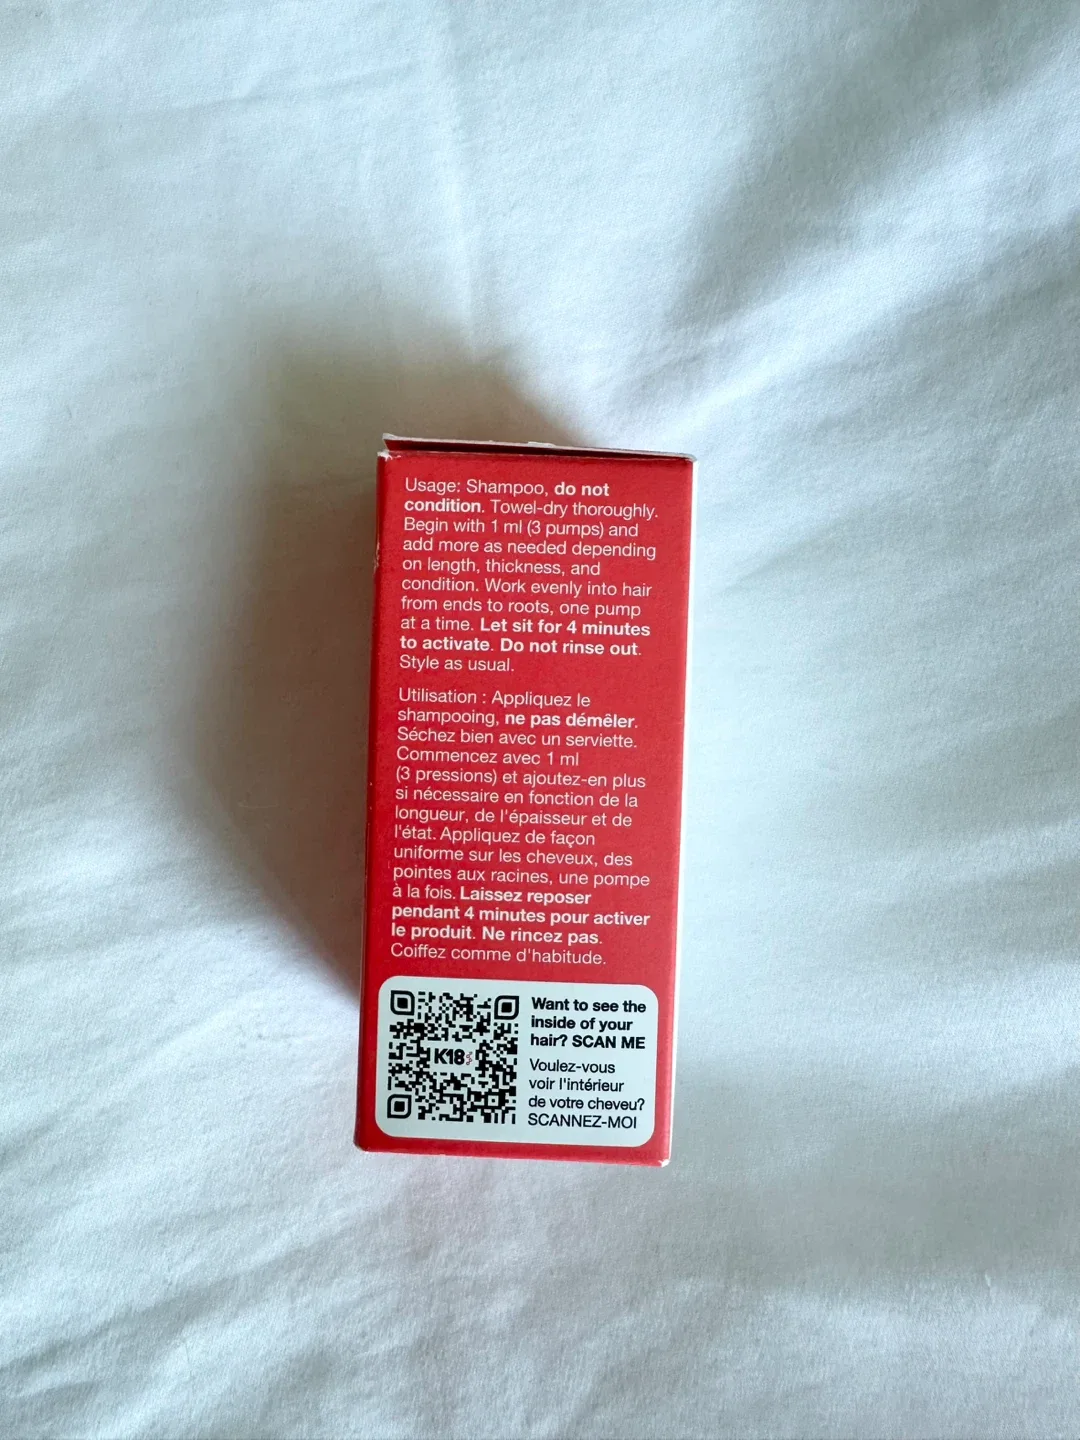 Usage: Shampoo, do not
condition. Towel-dry thoroughly.
Begin with 1 ml (3 pumps) and
add more as needed depending
on length, thickness, and
condition. Work evenly into hair
from ends to roots, one pump
at a time. Let sit for 4 minutes
to activate. Do not rinse out.
Style as usual.
Utilisation : Appliquez le
shampooing, ne pas démêler.
Séchez bien avec un serviette.
Commencez avec 1 ml
(3 pressions) et ajoutez-en plus
si nécessaire en fonction de la
longueur, de l'épaisseur et de
l'état. Appliquez de façon
uniforme sur les cheveux, des
pointes aux racines, une pompe
à la fois. Laissez reposer
pendant 4 minutes pour activer
le produit. Ne rincez pas.
Coiffez comme d'habitude.
K18
Want to see the
inside of your
hair? SCAN ME
Voulez-vous
voir l'intérieur
de votre cheveu?
SCANNEZ-MOI